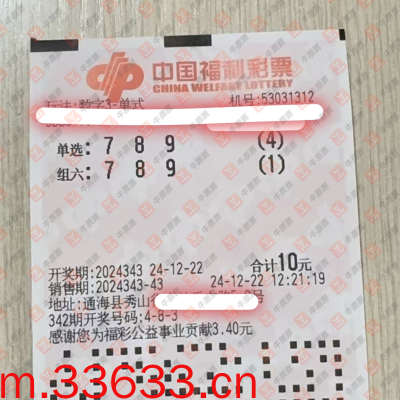 中国福利彩票
CHINA WELFARE LOTTERY
玩法:数字3-单式 机号:53031312
单选: 7 8 9 (4)
组六: 7 8 9 (1)
开奖期:2024343 24-12-22 合计10元
销售期:2024343-43 24-12-22 12:21:19
地址:通海县秀山
342期开奖号码:4-6-3
感谢您为福彩公益事业贡献3.40元
m.33633.cn